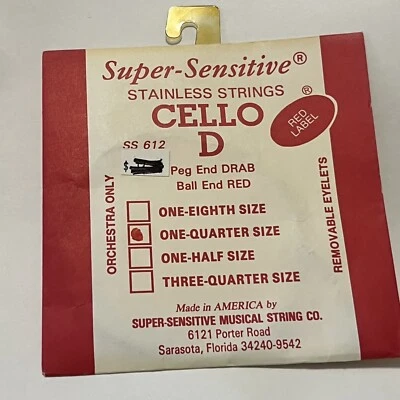 Super-Sensitive®
STAINLESS STRINGS
CELLO ®
RED
LABEL
D
SS 612
$
Peg End DRAB
Ball End RED
ORCHESTRA ONLY
ONE-EIGHTH SIZE
ONE-QUARTER SIZE
ONE-HALF SIZE
THREE-QUARTER SIZE
REMOVABLE EYELETS
Made in AMERICA by
SUPER-SENSITIVE MUSICAL STRING CO.
6121 Porter Road
Sarasota, Florida 34240-9542